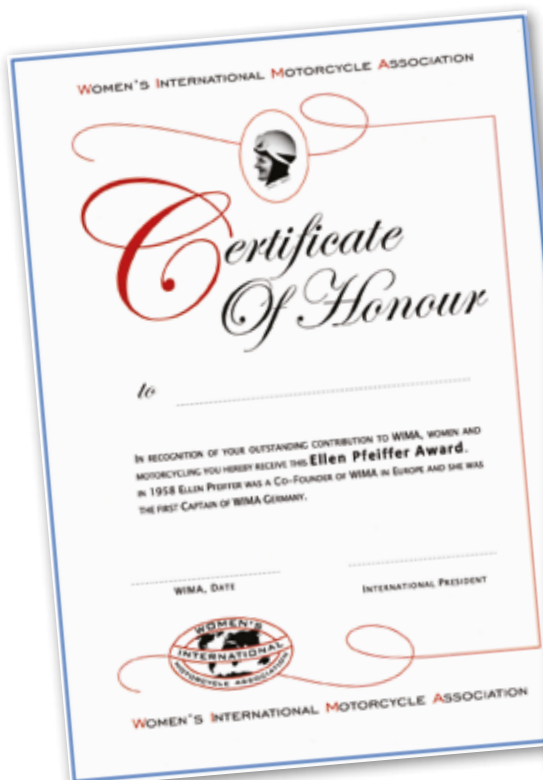 WOMEN'S INTERNATIONAL MOTORCYCLE ASSOCIATION
Certificate
Of Honour
to
IN RECOGNITION OF YOUR OUTSTANDING CONTRIBUTION TO WIMA, WOMEN AND
MOTORCYCLING YOU HEREBY RECEIVE THIS Ellen Pfeiffer Award.
IN 1958 ELLEN PFEIFFER WAS A CO-FOUNDER OF WIMA IN EUROPE AND SHE WAS
THE FIRST CAPTAIN OF WIMA GERMANY.
WIMA, DATE
INTERNATIONAL PRESIDENT
WOMEN'S
INTERNATIONAL
MOTORCYCLE ASSOCIATION
WOMEN'S INTERNATIONAL MOTORCYCLE ASSOCIATION